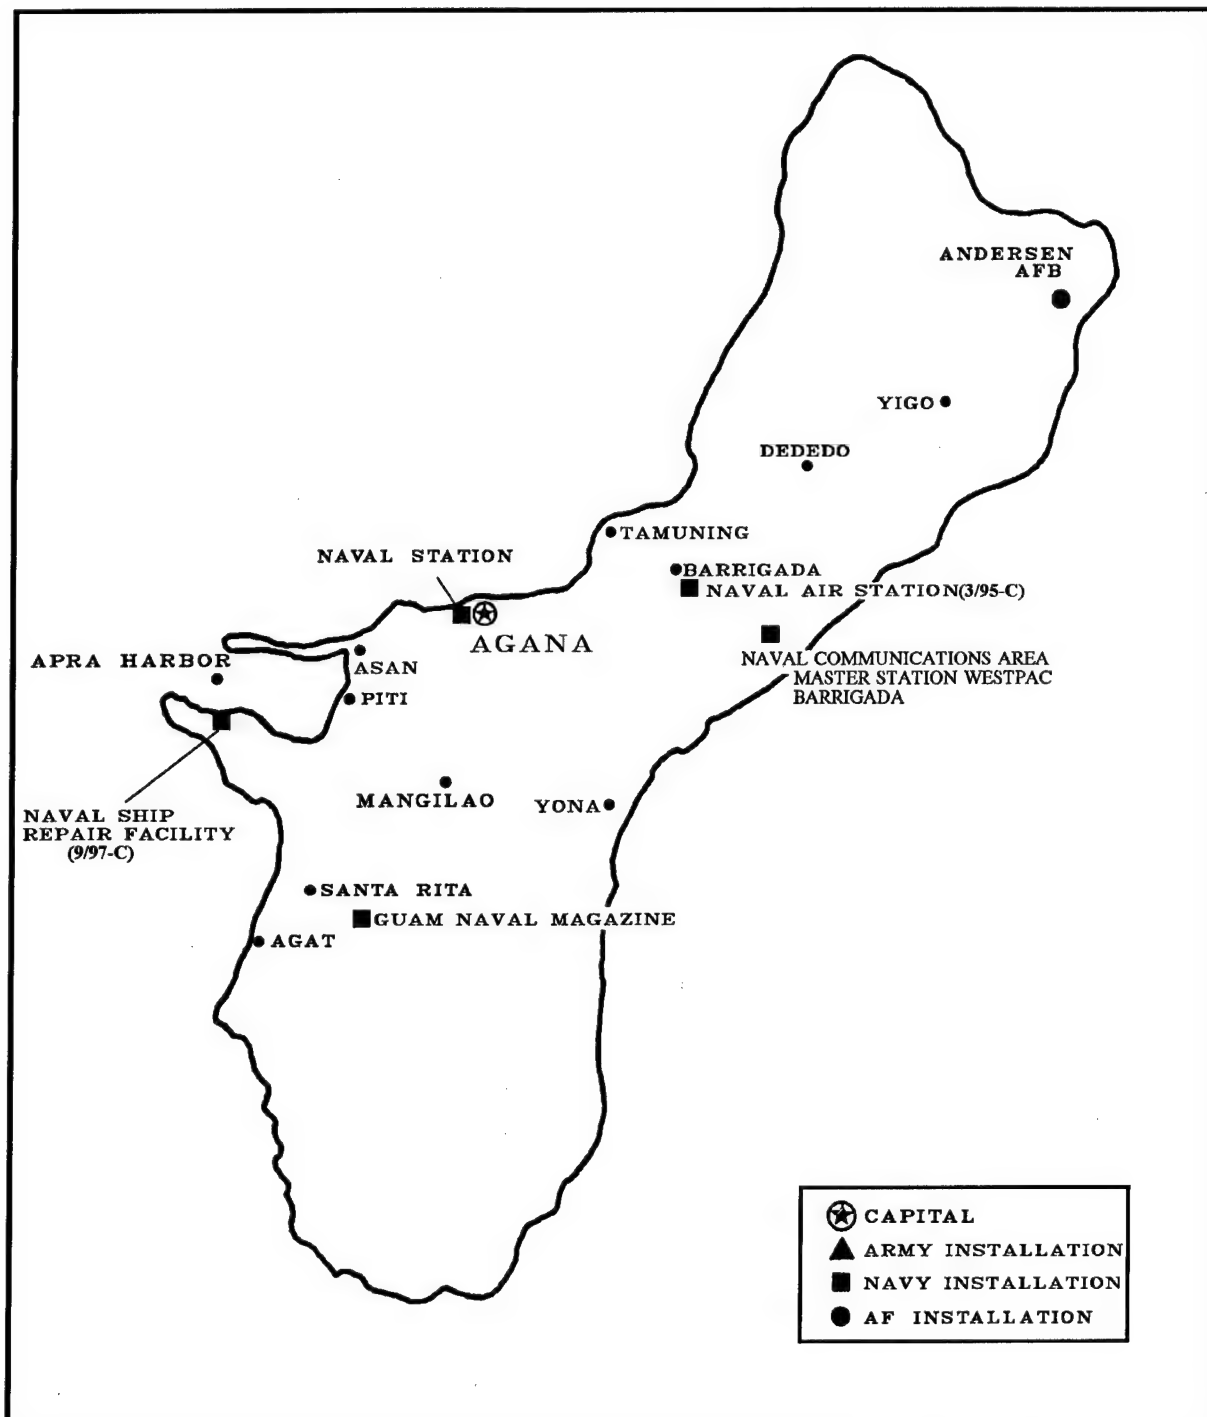 ANDERSEN
AFB
YIGO
DEDEDO
TAMUNING
NAVAL STATION
BARRIGADA
NAVAL AIR STATION(3/95-C)
AGANA
APRA HARBOR
ASAN
NAVAL COMMUNICATIONS AREA
MASTER STATION WESTPAC
BARRIGADA
PITI
MANGILAO
YONA
NAVAL SHIP
REPAIR FACILITY
(9/97-C)
SANTA RITA
GUAM NAVAL MAGAZINE
AGAT
CAPITAL
ARMY INSTALLATION
NAVY INSTALLATION
AF INSTALLATION